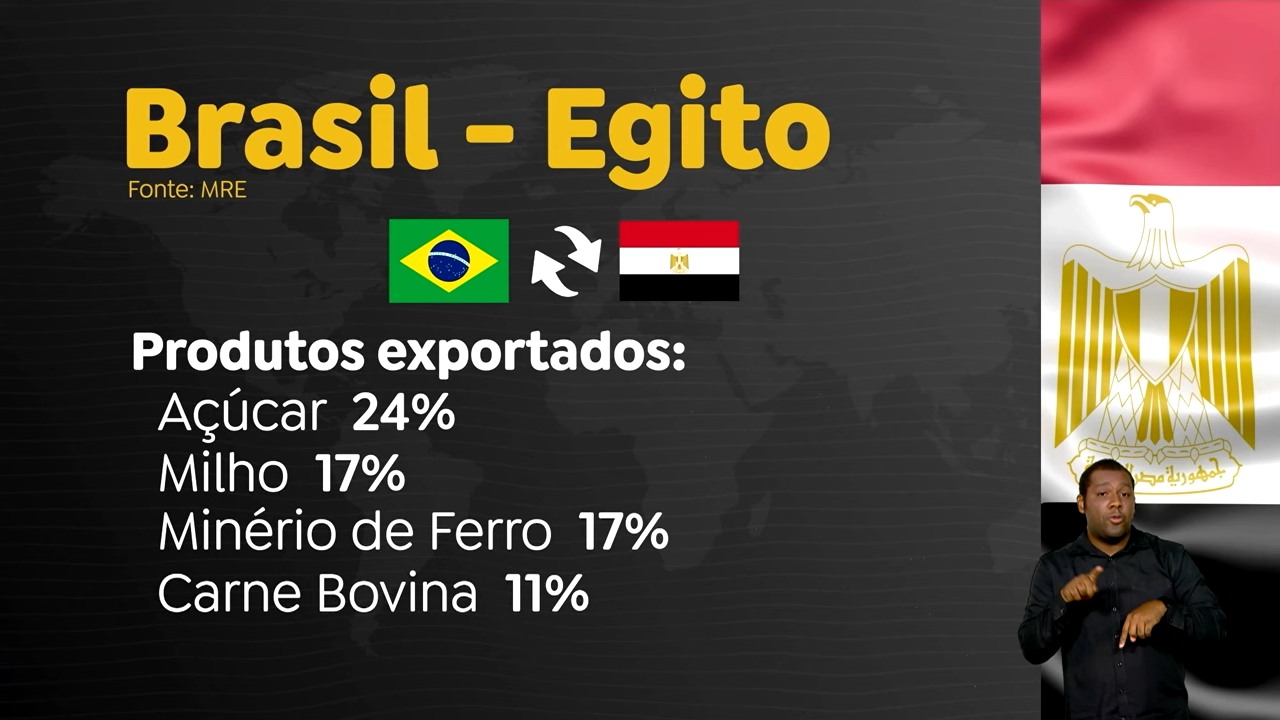 Brasil - Egito
Fonte: MRE
Produtos exportados:
Açúcar 24%
Milho 17%
Minério de Ferro 17%
Carne Bovina 11%